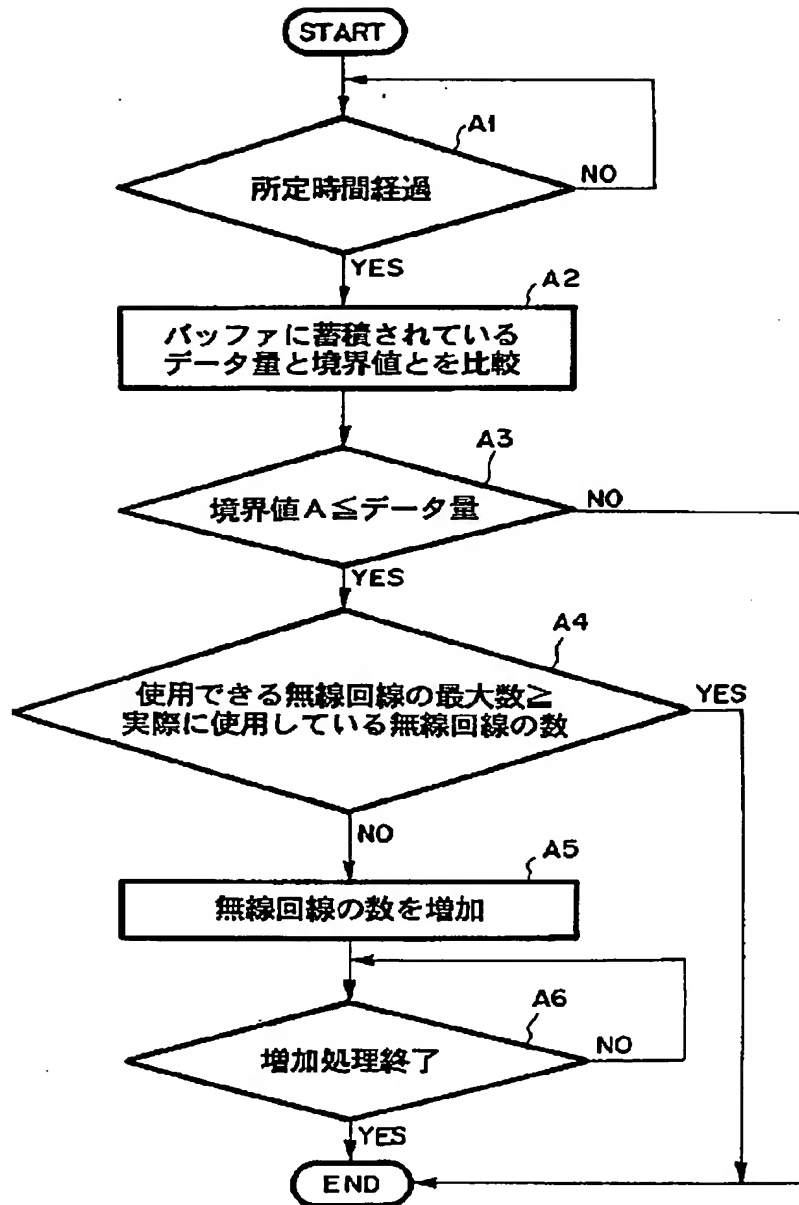 START
A1
所定時間経過
NO
YES
A2
バッファに蓄積されている
データ量と境界値とを比較
A3
境界値A≦データ量
NO
YES
A4
使用できる無線回線の最大数≧
実際に使用している無線回線の数
YES
NO
A5
無線回線の数を増加
A6
増加処理終了
NO
YES
END